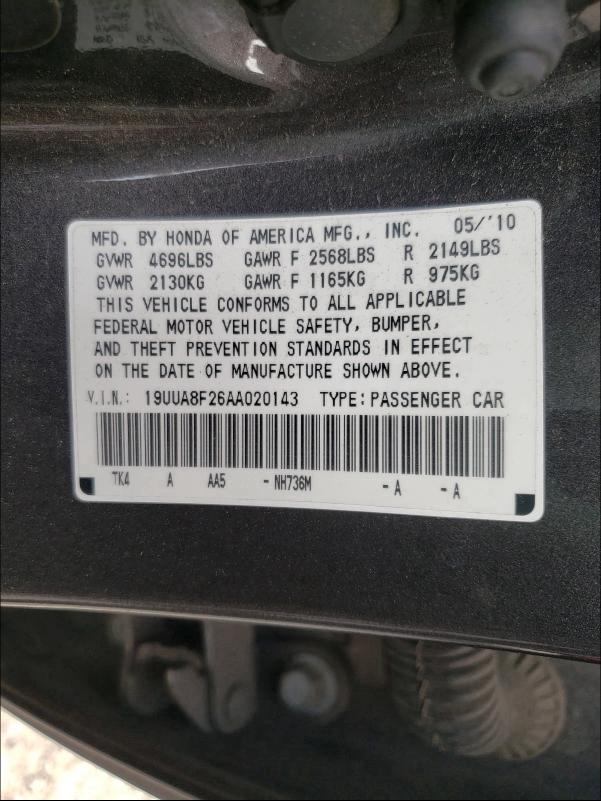 MFD. BY HONDA OF AMERICA MFG., INC. 05/'10
GVWR 4696LBS GAWR F 2568LBS R 2149LBS
GVWR 2130KG GAWR F 1165KG R 975KG
THIS VEHICLE CONFORMS TO ALL APPLICABLE
FEDERAL MOTOR VEHICLE SAFETY, BUMPER,
AND THEFT PREVENTION STANDARDS IN EFFECT
ON THE DATE OF MANUFACTURE SHOWN ABOVE.
V.I.N.: 19UUA8F26AA020143 TYPE: PASSENGER CAR
TK4 A AA5 - NH736M - A - A